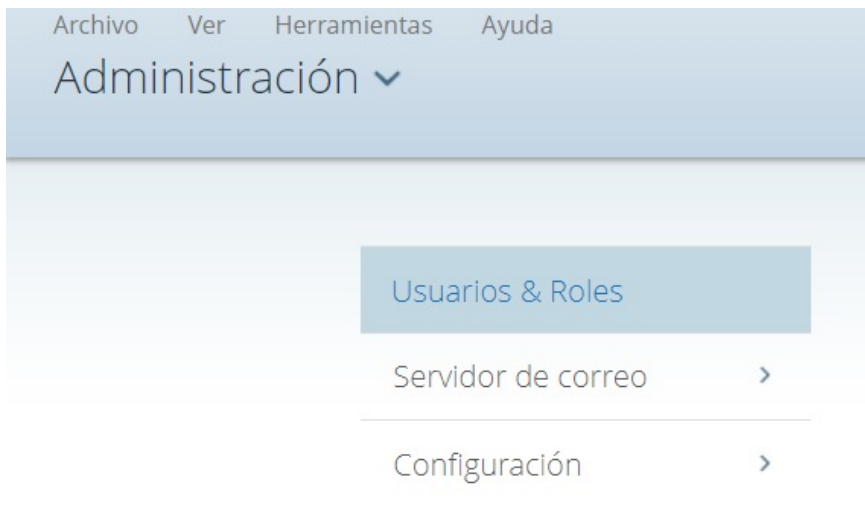 Archivo Ver Herramientas Ayuda
Administración
Usuarios & Roles
Servidor de correo
Configuración